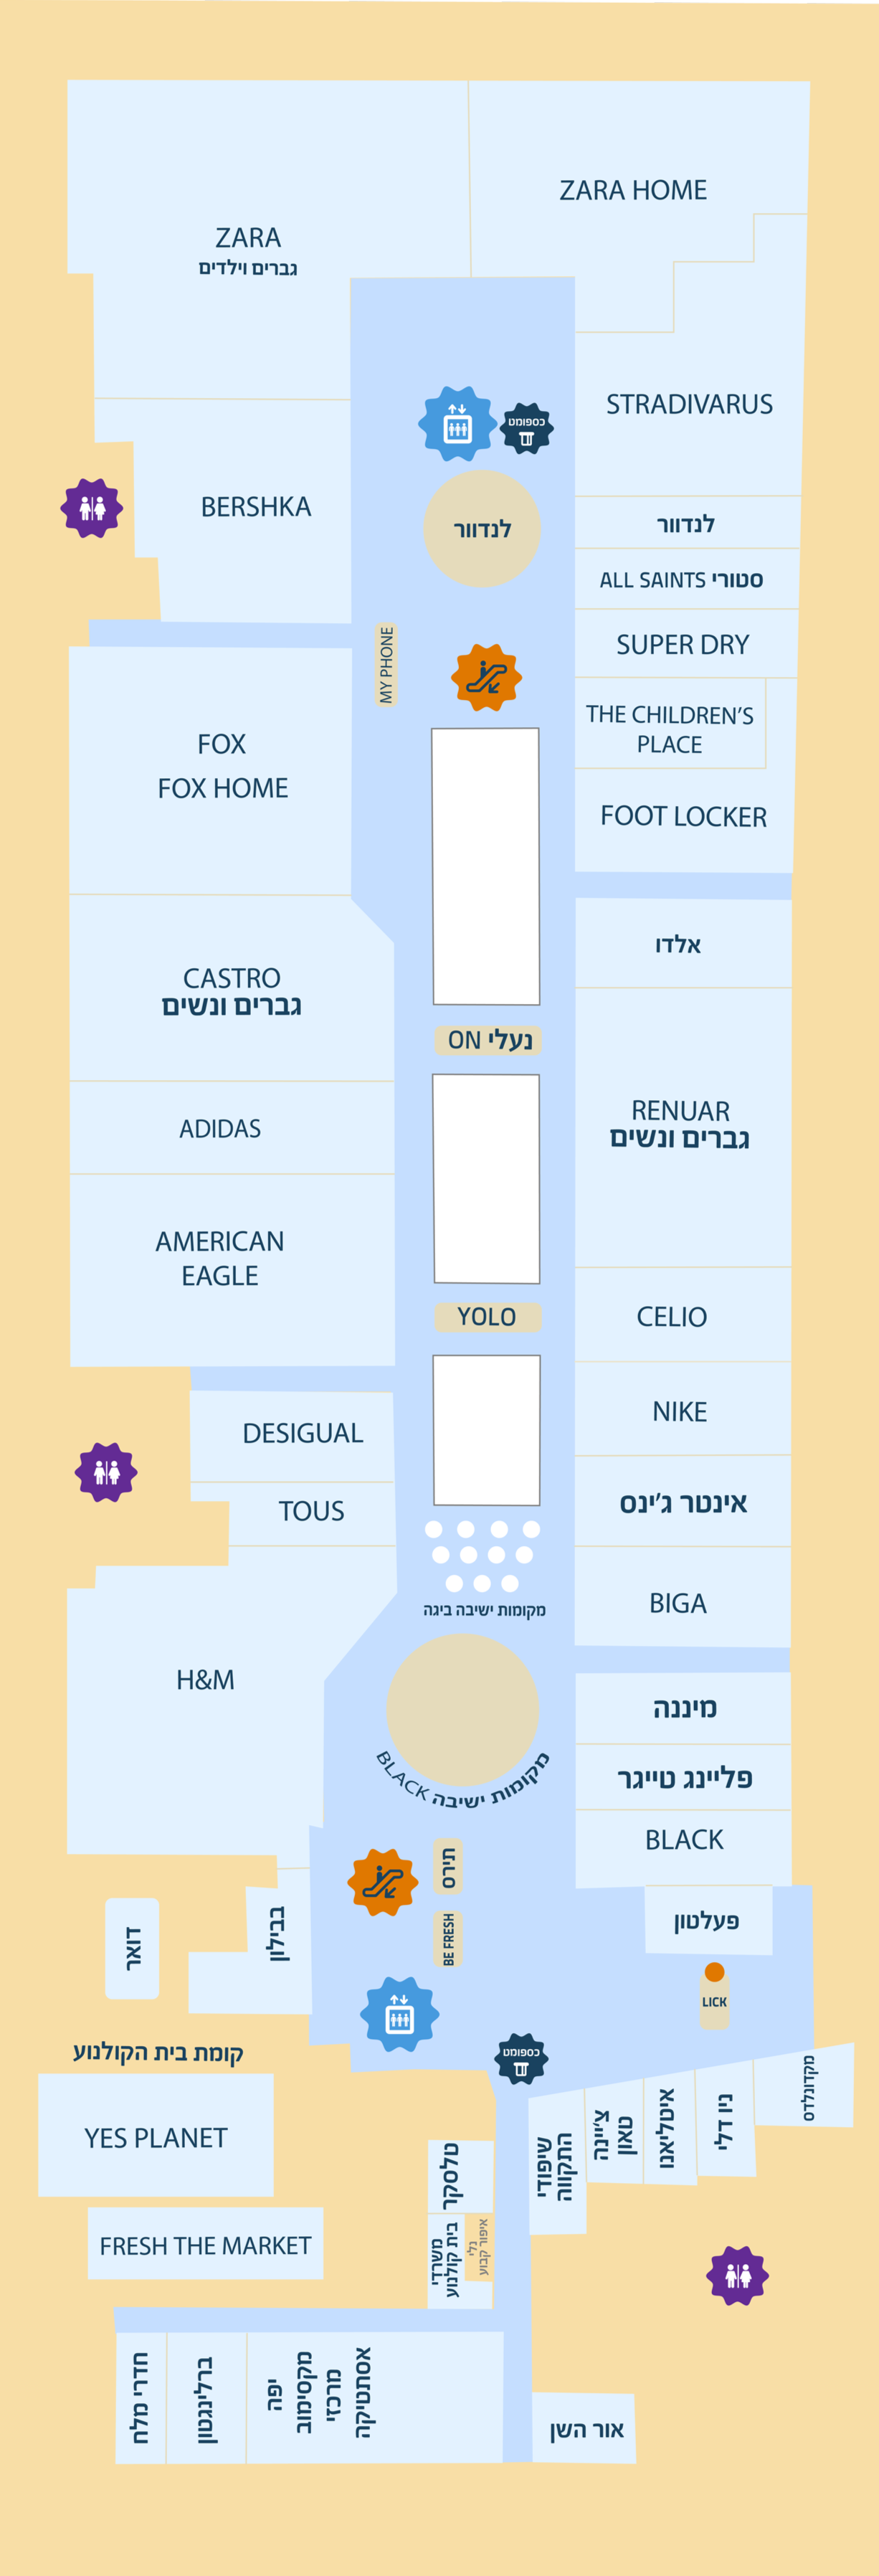 ZARA HOME
ZARA
גברים וילדים
STRADIVARUS
כספומט
BERSHKA
לנדוור
לנדוור
ALL SAINTS סטורי
SUPER DRY
MY PHONE
THE CHILDREN'S
PLACE
FOX
FOX HOME
FOOT LOCKER
אלדו
CASTRO
גברים ונשים
נעלי ON
RENUAR
גברים ונשים
ADIDAS
AMERICAN
EAGLE
YOLO
CELIO
NIKE
DESIGUAL
TOUS
אינטר ג'ינס
BIGA
מקומות ישיבה ביגה
H&M
מיננה
פליינג טייגר
מקומות ישיבה BLACK
BLACK
תירס
פעלטון
בבילון
דואר
BE FRESH
LICK
כספומט
קומת בית הקולנוע
YES PLANET
מקדונלדס
ניו דלי
איטליאנו
צ'יינה
טאון
שיפודי
התקווה
טלסקר
FRESH THE MARKET
משרדי
בית קולנוע
גלי
איפור קבוע
חדרי מלח
ברלינגטון
יפה
מקסימוב
מרכזי
אסתטיקה
אור השן